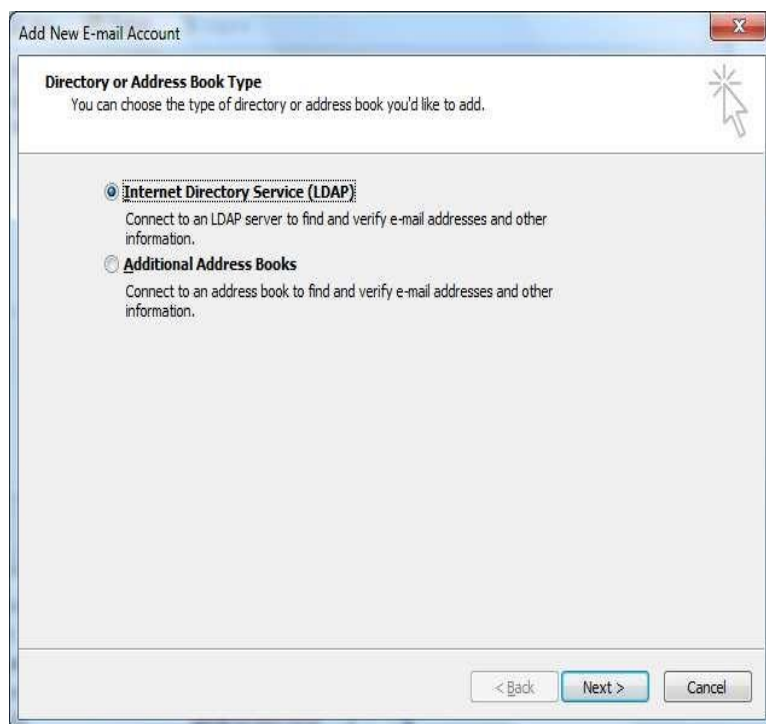 Add New E-mail Account
X
Directory or Address Book Type
You can choose the type of directory or address book you'd like to add.
Internet Directory Service (LDAP)
Connect to an LDAP server to find and verify e-mail addresses and other
information.
Additional Address Books
Connect to an address book to find and verify e-mail addresses and other
information.
< Back Next > Cancel